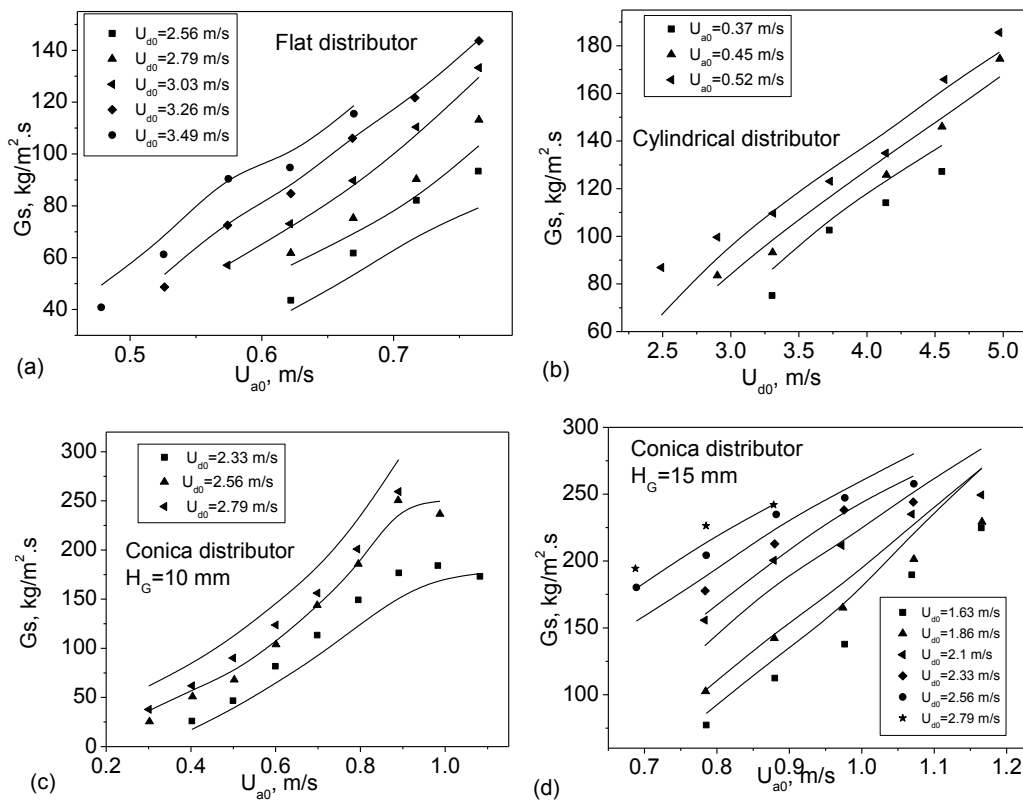 140
120
100
80
60
40
Gs, kg/m².s
U_d0=2.56 m/s
U_d0=2.79 m/s
U_d0=3.03 m/s
U_d0=3.26 m/s
U_d0=3.49 m/s
Flat distributor
0.5
0.6
0.7
U_a0, m/s
(a)
180
160
140
120
100
80
60
Gs, kg/m².s
U_a0=0.37 m/s
U_a0=0.45 m/s
U_a0=0.52 m/s
Cylindrical distributor
2.5
3.0
3.5
4.0
4.5
5.0
U_d0, m/s
(b)
300
250
200
150
100
50
0
Gs, kg/m².s
U_d0=2.33 m/s
U_d0=2.56 m/s
U_d0=2.79 m/s
Conica distributor
H_G=10 mm
0.2
0.4
0.6
0.8
1.0
U_a0, m/s
(c)
300
250
200
150
100
Gs, kg/m².s
Conica distributor
H_G=15 mm
U_d0=1.63 m/s
U_d0=1.86 m/s
U_d0=2.1 m/s
U_d0=2.33 m/s
U_d0=2.56 m/s
U_d0=2.79 m/s
0.7
0.8
0.9
1.0
1.1
1.2
U_a0, m/s
(d)